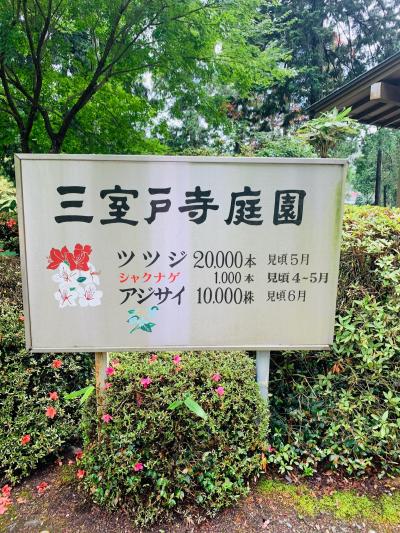 三室戸寺庭園
ツツジ 20,000本 見頃5月
シャクナゲ 1,000本 見頃4~5月
アジサイ 10,000株 見頃6月